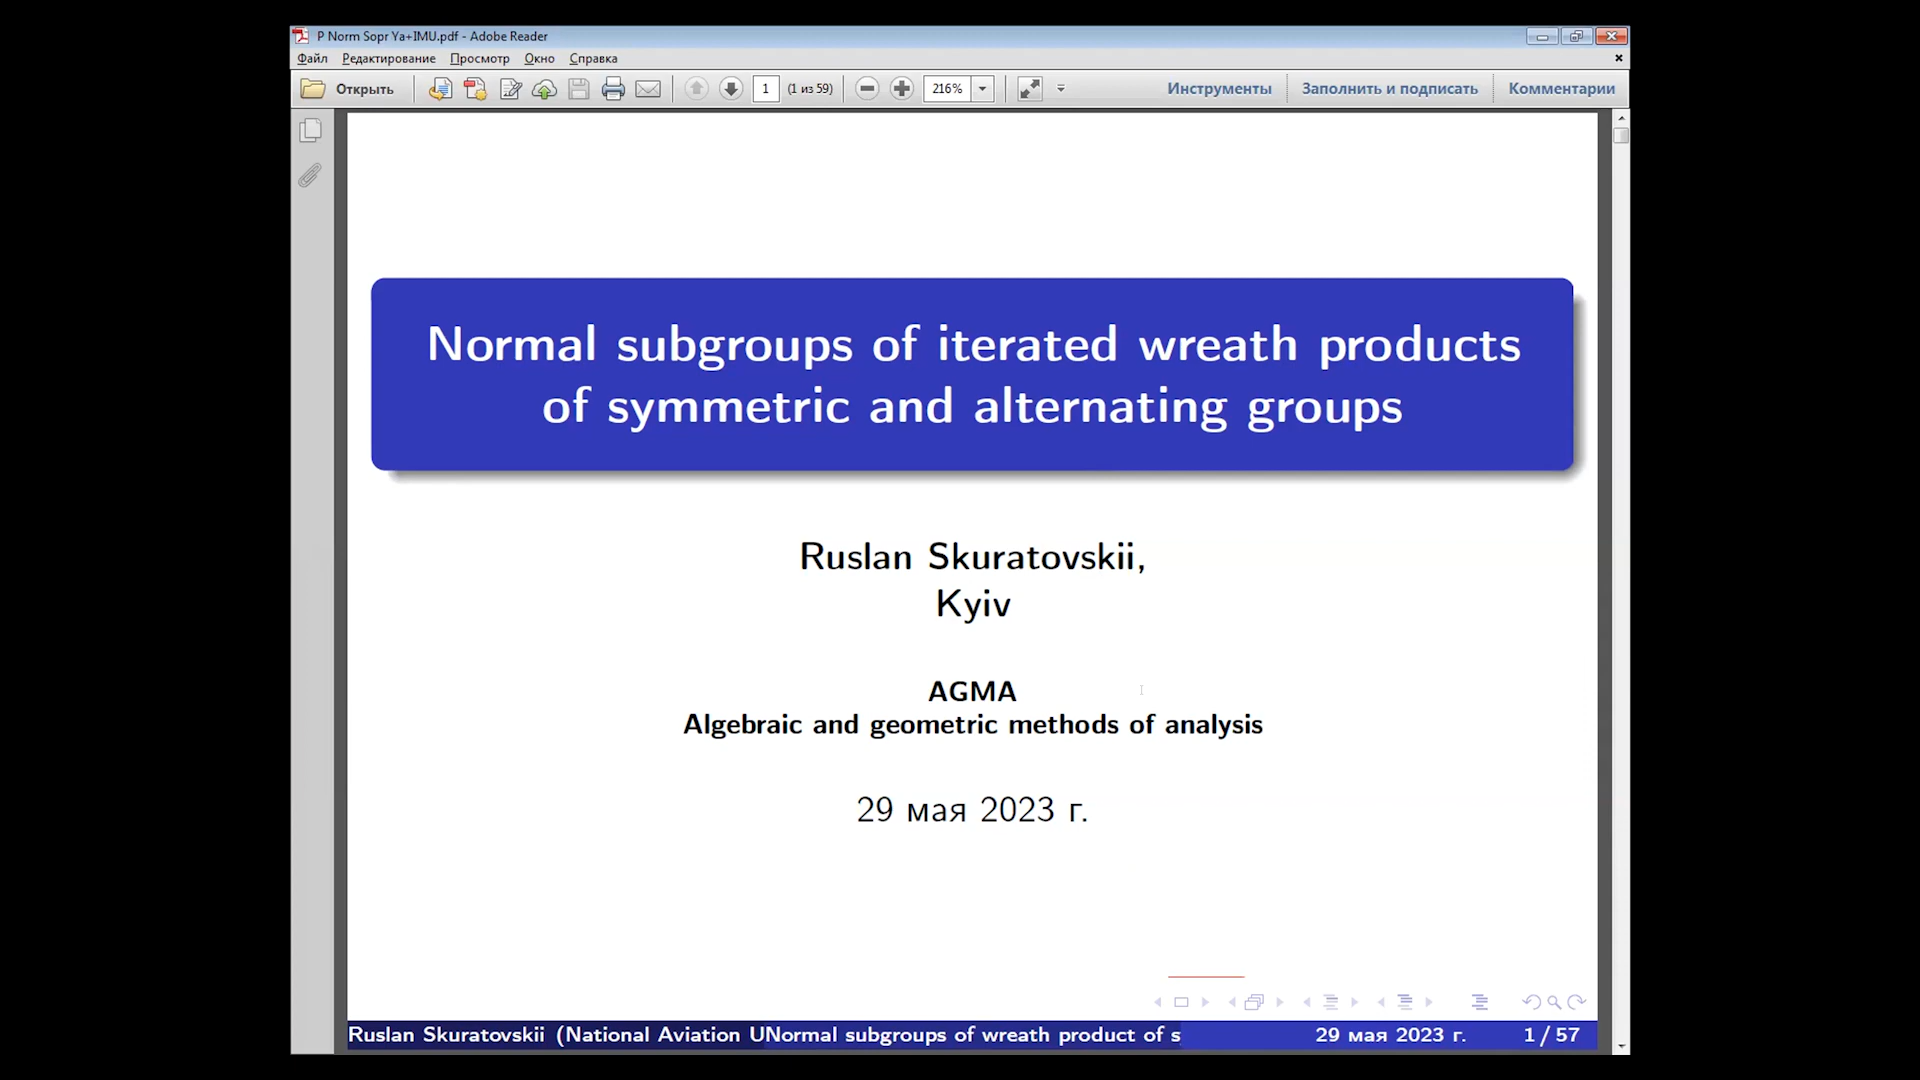 P Norm Sopr Ya+IMU.pdf - Adobe Reader
Файл Редактирование Просмотр Окно Справка
Открыть 1 (1 из 59) 216% Инструменты Заполнить и подписать Комментарии
Normal subgroups of iterated wreath products
of symmetric and alternating groups
Ruslan Skuratovskii,
Kyiv
AGMA
Algebraic and geometric methods of analysis
29 мая 2023 г.
Ruslan Skuratovskii (National Aviation UNormal subgroups of wreath product of s 29 мая 2023 г. 1 / 57